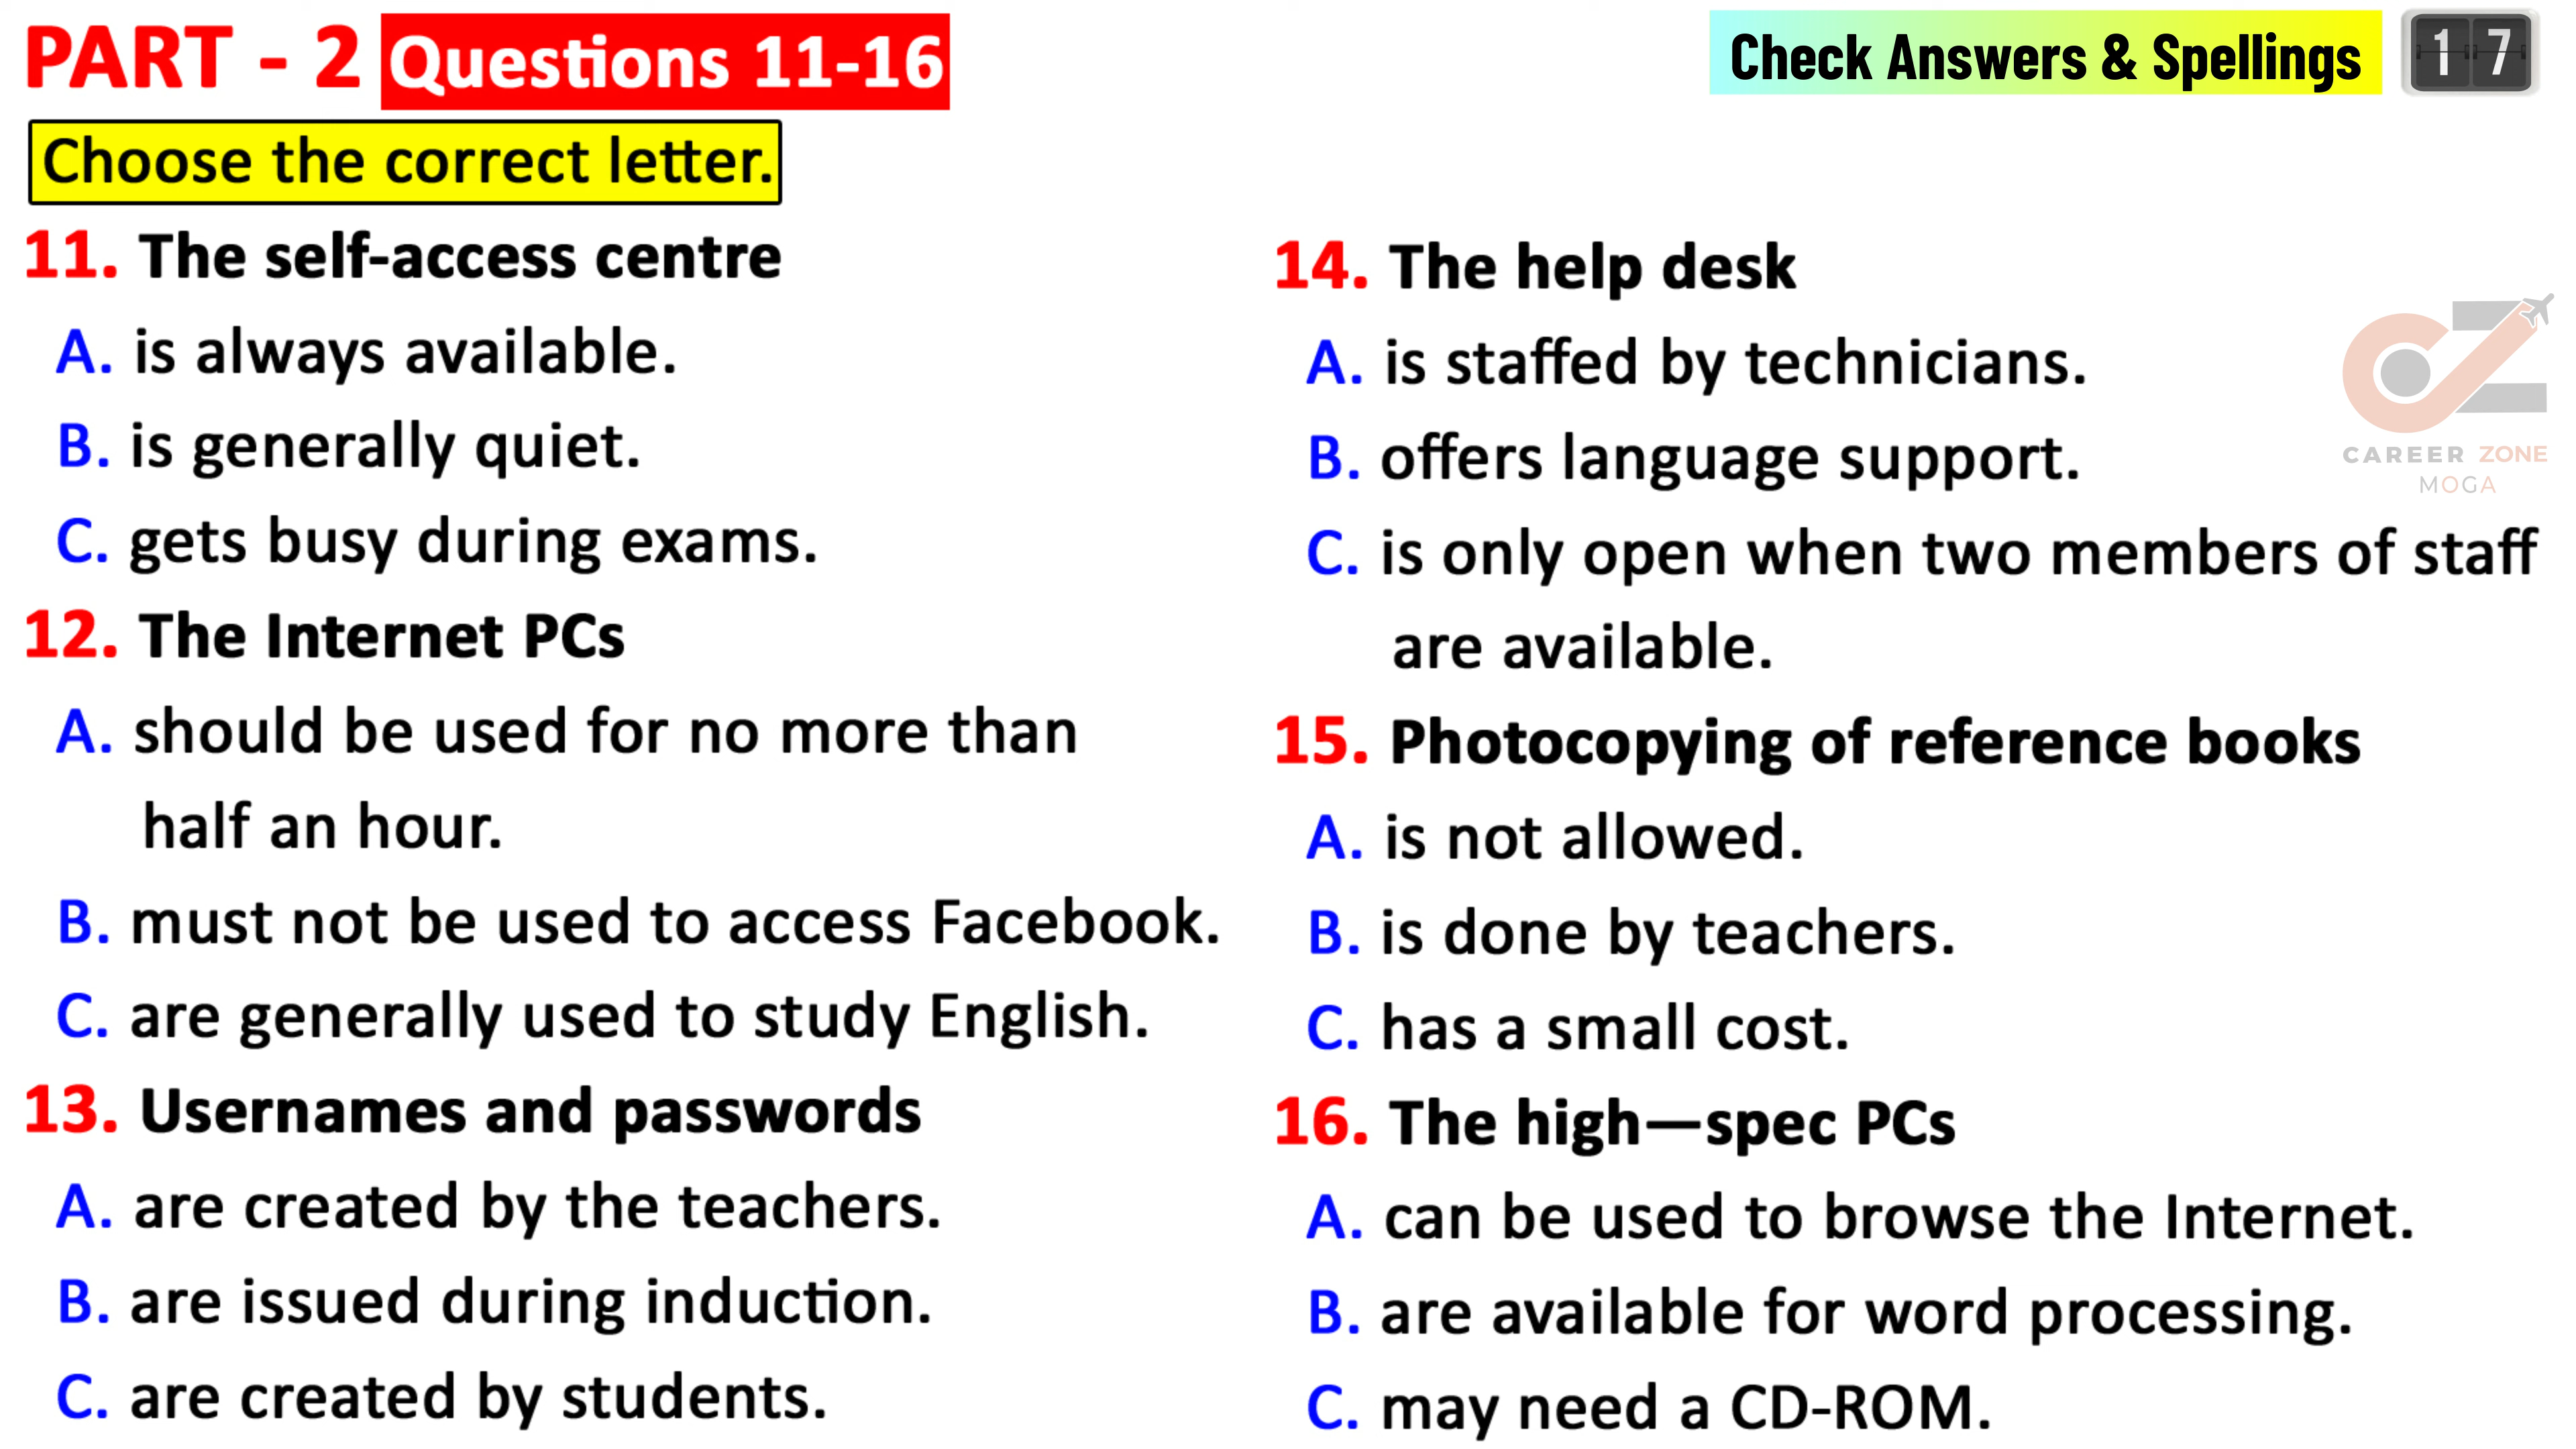 PART - 2 Questions 11-16
Check Answers & Spellings 17
Choose the correct letter.
11. The self-access centre
A. is always available.
B. is generally quiet.
C. gets busy during exams.
12. The Internet PCs
A. should be used for no more than
half an hour.
B. must not be used to access Facebook.
C. are generally used to study English.
13. Usernames and passwords
A. are created by the teachers.
B. are issued during induction.
C. are created by students.
14. The help desk
A. is staffed by technicians.
B. offers language support.
C. is only open when two members of staff
are available.
15. Photocopying of reference books
A. is not allowed.
B. is done by teachers.
C. has a small cost.
16. The high—spec PCs
A. can be used to browse the Internet.
B. are available for word processing.
C. may need a CD-ROM.
CZ
CAREER ZONE
MOGA